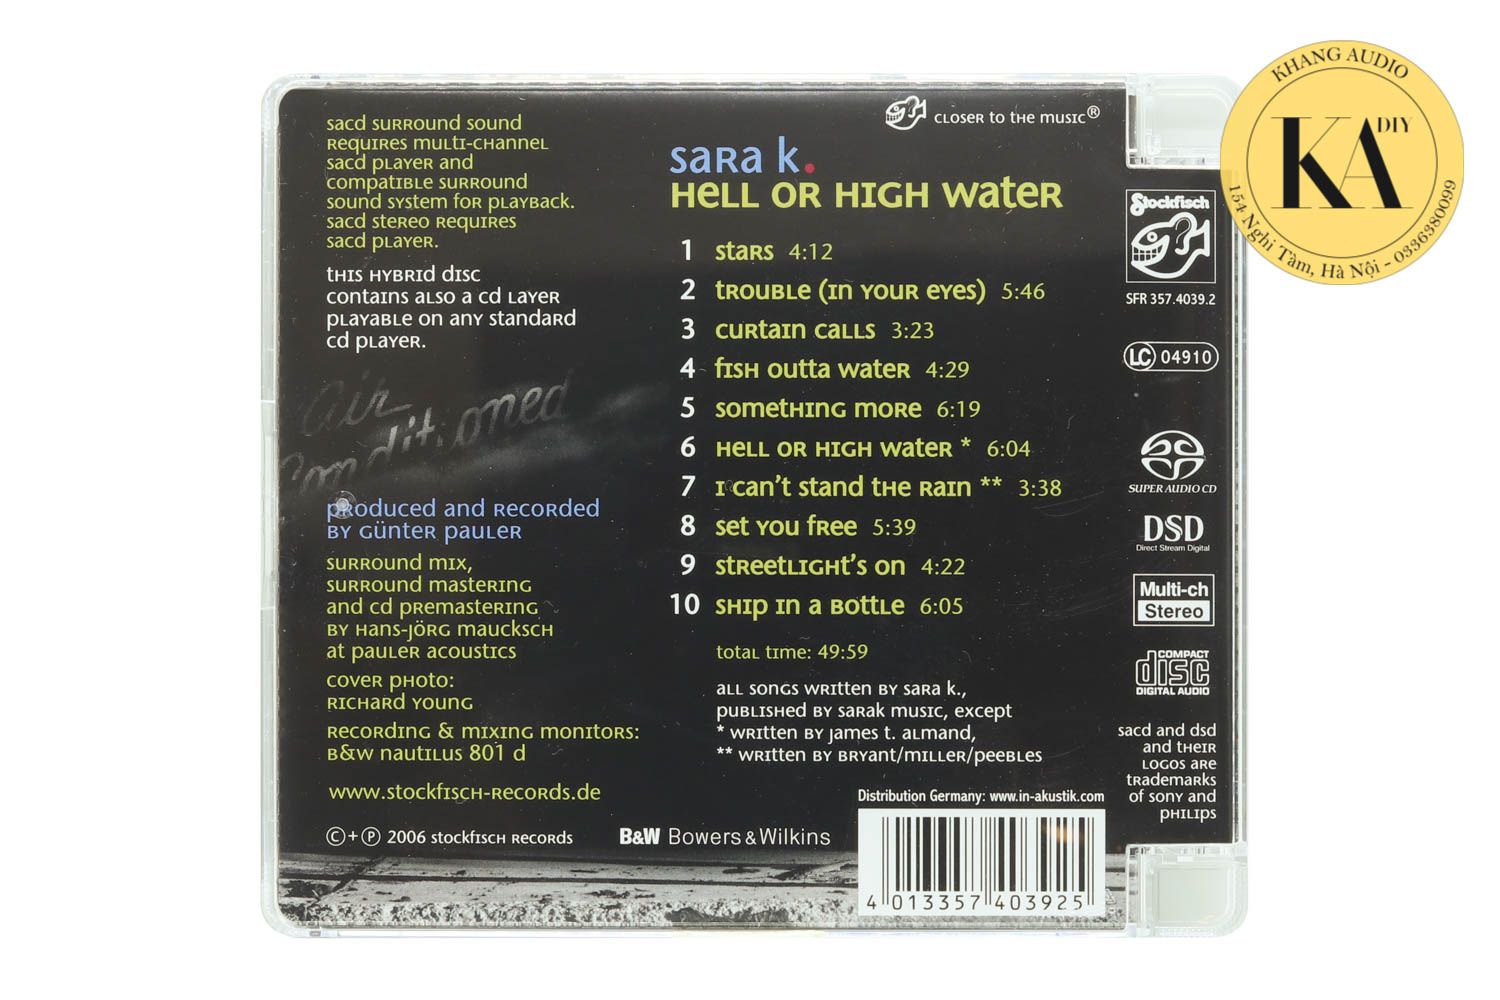 sacd surround sound
requires multi-channel
sacd player and
compatible surround
sound system for playback.
sacd stereo requires
sacd player.
this hybrid disc
contains also a cd layer
playable on any standard
cd player.
air
conditioned
produced and recorded
by günter pauler
surround mix,
surround mastering
and cd premastering
by hans-jörg maucksch
at pauler acoustics
cover photo:
richard young
recording & mixing monitors:
b&w nautilus 801 d
www.stockfisch-records.de
© + ℗ 2006 stockfisch records
closer to the music®
sara k.
hell or high water
1 stars 4:12
2 trouble (in your eyes) 5:46
3 curtain calls 3:23
4 fish outta water 4:29
5 something more 6:19
6 hell or high water * 6:04
7 i can't stand the rain ** 3:38
8 set you free 5:39
9 streetlight's on 4:22
10 ship in a bottle 6:05
total time: 49:59
all songs written by sara k.,
published by sarak music, except
* written by james t. almand,
** written by bryant/miller/peebles
Distribution Germany: www.in-akustik.com
B&W Bowers & Wilkins
4 013357 403925
Stockfisch
SFR 357.4039.2
LC 04910
SUPER AUDIO CD
DSD
Direct Stream Digital
Multi-ch
Stereo
COMPACT
disc
DIGITAL AUDIO
sacd and dsd
and their
logos are
trademarks
of sony and
philips
KHANG AUDIO
KA DIY
154 Nghi Tàm, Hà Nội - 0336380099